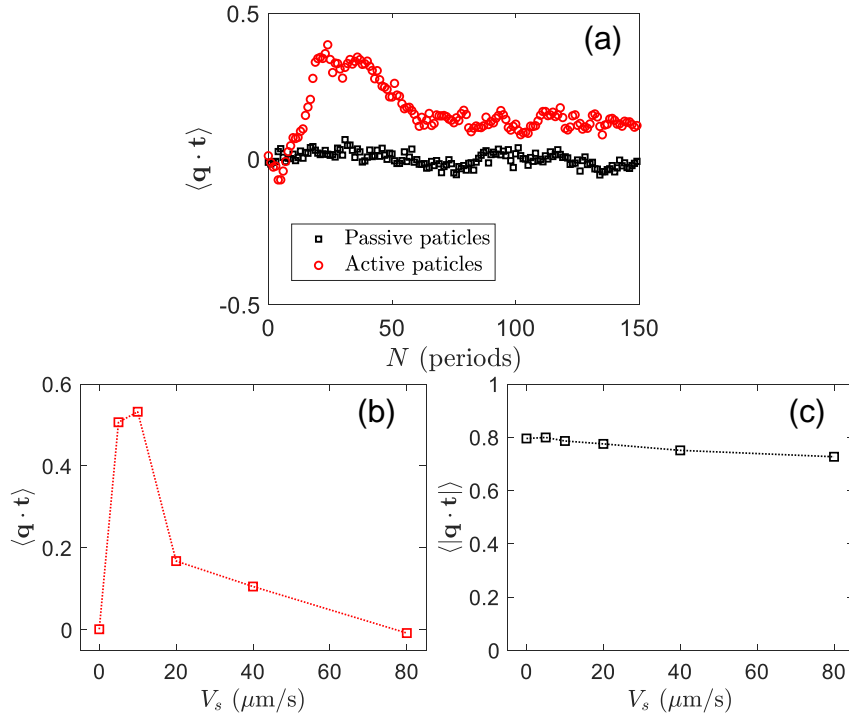 0.5
(a)
⟨q · t⟩
0
Passive paticles
Active paticles
-0.5
0
50
100
150
N (periods)
0.6
(b)
0.4
⟨q · t⟩
0.2
0
0
20
40
60
80
V_s (μm/s)
1
(c)
0.8
0.6
⟨|q · t|⟩
0.4
0.2
0
0
20
40
60
80
V_s (μm/s)